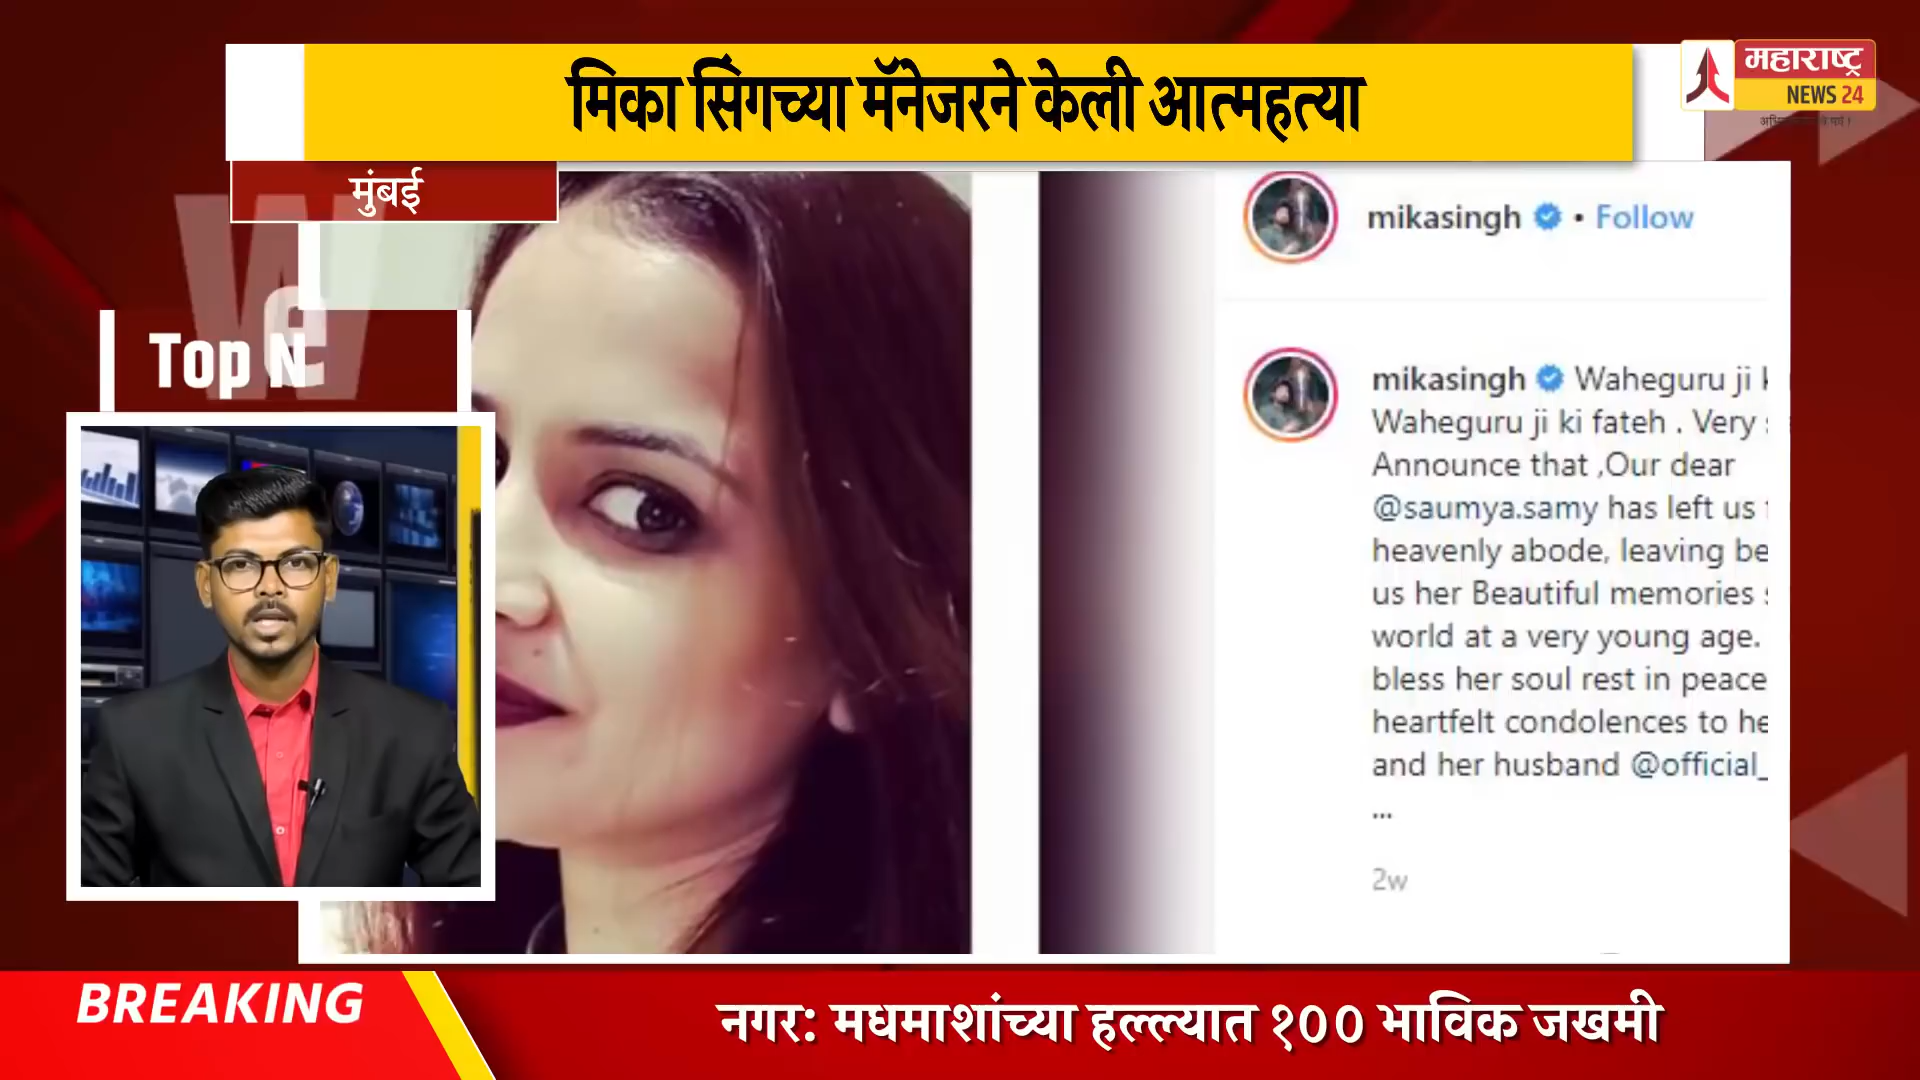 मिका सिंगच्या मॅनेजरने केली आत्महत्या
महाराष्ट्र
NEWS 24
मुंबई
We
Top N
mikasingh • Follow
mikasingh Waheguru ji k
Waheguru ji ki fateh . Very
Announce that ,Our dear
@saumya.samy has left us
heavenly abode, leaving be
us her Beautiful memories
world at a very young age.
bless her soul rest in peace
heartfelt condolences to he
and her husband @official_
...
2w
BREAKING
नगर: मधमाशांच्या हल्ल्यात १०० भाविक जखमी